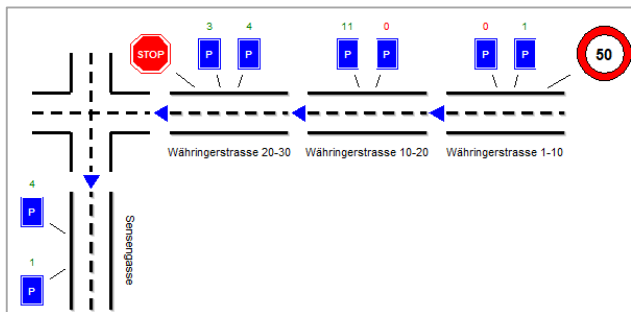 3 4 11 0 0 1
STOP P P P P P P 50
Währingerstrasse 20-30 Währingerstrasse 10-20 Währingerstrasse 1-10
4
P
Sensengasse
1
P